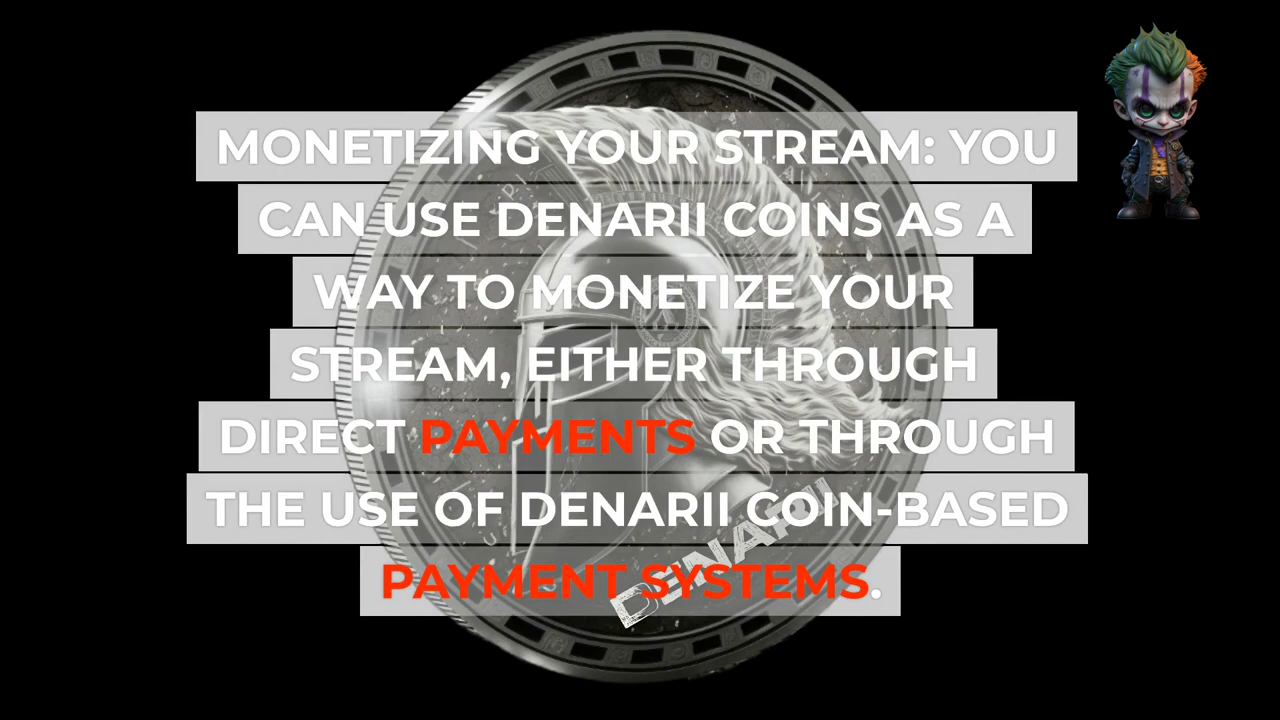 MONETIZING YOUR STREAM: YOU
CAN USE DENARII COINS AS A
WAY TO MONETIZE YOUR
STREAM, EITHER THROUGH
DIRECT PAYMENTS OR THROUGH
THE USE OF DENARII COIN-BASED
PAYMENT SYSTEMS.
DENARII